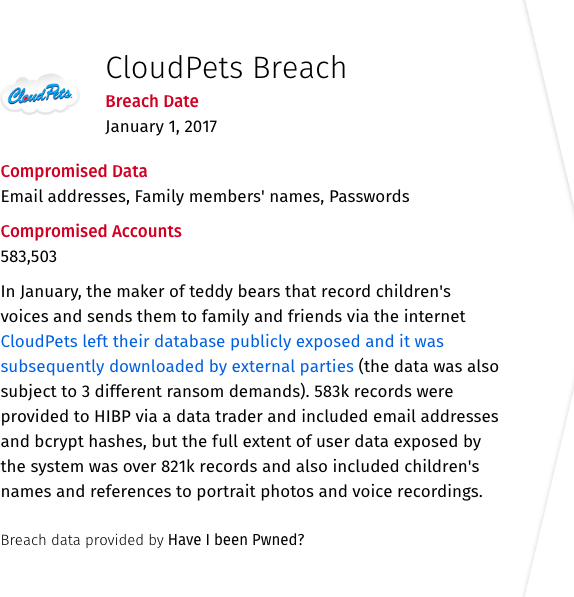 CloudPets
CloudPets Breach
Breach Date
January 1, 2017
Compromised Data
Email addresses, Family members' names, Passwords
Compromised Accounts
583,503
In January, the maker of teddy bears that record children's
voices and sends them to family and friends via the internet
CloudPets left their database publicly exposed and it was
subsequently downloaded by external parties (the data was also
subject to 3 different ransom demands). 583k records were
provided to HIBP via a data trader and included email addresses
and bcrypt hashes, but the full extent of user data exposed by
the system was over 821k records and also included children's
names and references to portrait photos and voice recordings.
Breach data provided by Have I been Pwned?